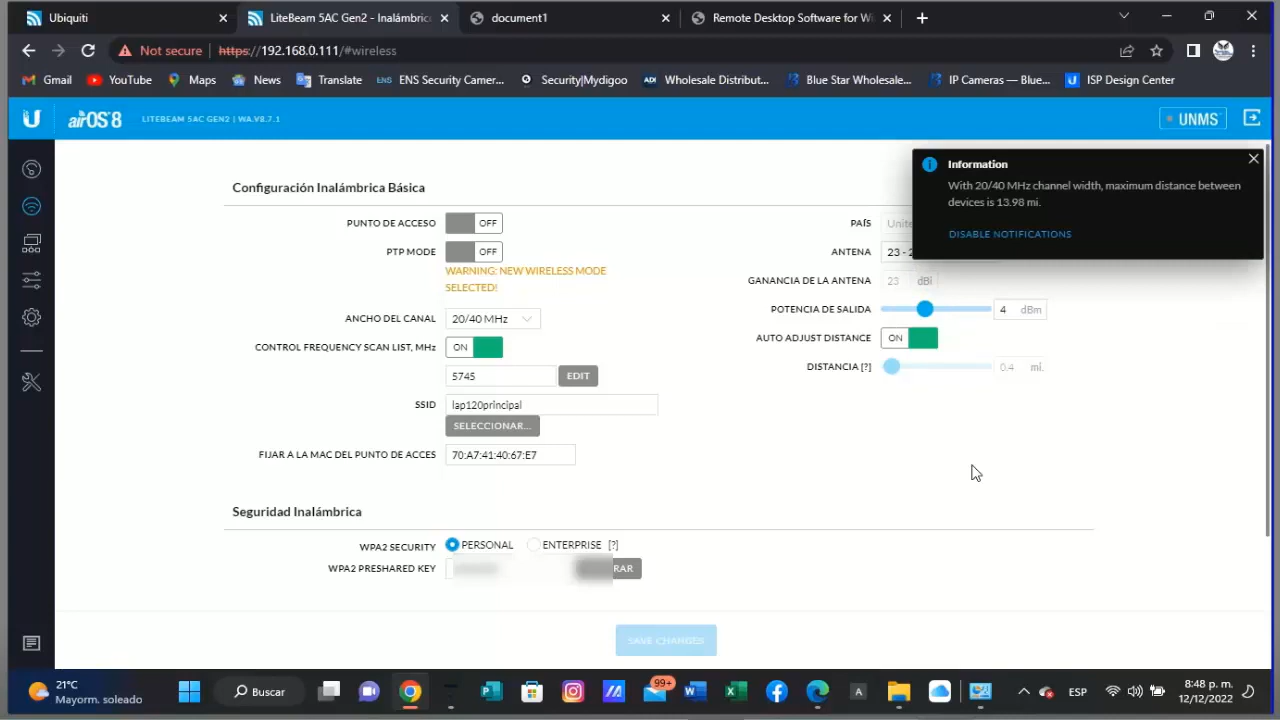 Ubiquiti
LiteBeam 5AC Gen2 - Inalámbric
document1
Remote Desktop Software for Wi
Not secure
https://192.168.0.111/#wireless
Gmail
YouTube
Maps
News
Translate
ENS Security Camer...
Security|Mydigoo
Wholesale Distribut...
Blue Star Wholesale...
IP Cameras — Blue...
ISP Design Center
airOS 8
LITEBEAM 5AC GEN2 | WA.V8.7.1
UNMS
Information
With 20/40 MHz channel width, maximum distance between
devices is 13.98 mi.
DISABLE NOTIFICATIONS
Configuración Inalámbrica Básica
PUNTO DE ACCESO OFF
PTP MODE OFF
WARNING: NEW WIRELESS MODE
SELECTED!
ANCHO DEL CANAL 20/40 MHz
CONTROL FREQUENCY SCAN LIST, MHz ON
5745 EDIT
SSID lap120principal
SELECCIONAR...
FIJAR A LA MAC DEL PUNTO DE ACCES 70:A7:41:40:67:E7
PAÍS Unite
ANTENA 23 - 2
GANANCIA DE LA ANTENA 23 dBi
POTENCIA DE SALIDA 4 dBm
AUTO ADJUST DISTANCE ON
DISTANCIA [?] 0.4 mi.
Seguridad Inalámbrica
WPA2 SECURITY PERSONAL ENTERPRISE [?]
WPA2 PRESHARED KEY RAR
SAVE CHANGES
21°C
Mayorm. soleado
Buscar
99+
ESP
8:48 p. m.
12/12/2022